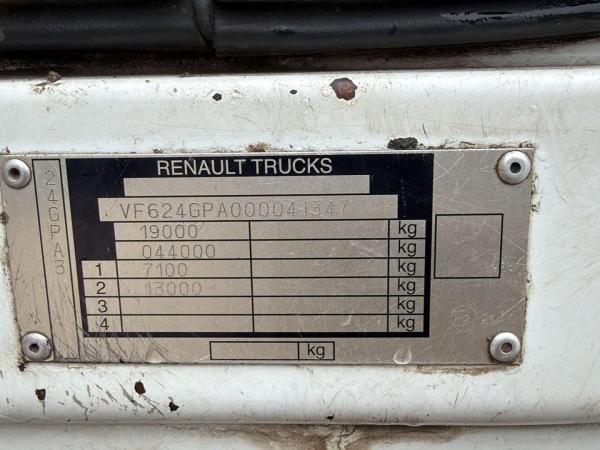 RENAULT TRUCKS
24GPA3
VF624GPA000041347
19000 kg
044000 kg
1 7100 kg
2 13000 kg
3 kg
4 kg
kg